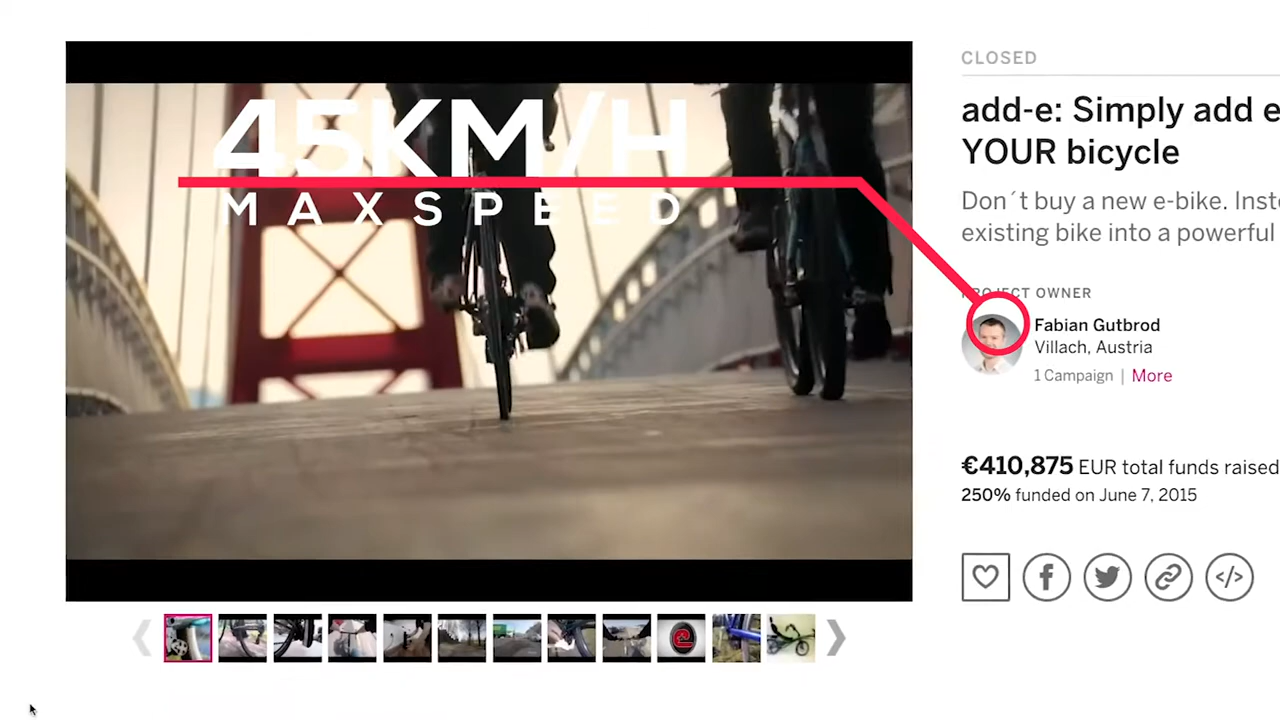 45KM/H
MAXSPEED
CLOSED
add-e: Simply add e
YOUR bicycle
Don´t buy a new e-bike. Inst
existing bike into a powerful
PROJECT OWNER
Fabian Gutbrod
Villach, Austria
1 Campaign | More
€410,875 EUR total funds raised
250% funded on June 7, 2015